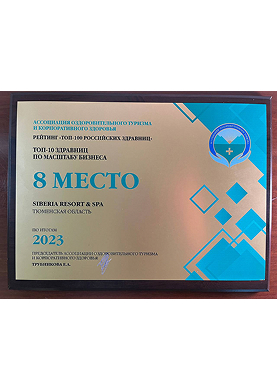 АССОЦИАЦИЯ ОЗДОРОВИТЕЛЬНОГО ТУРИЗМА
И КОРПОРАТИВНОГО ЗДОРОВЬЯ
РЕЙТИНГ «ТОП-100 РОССИЙСКИХ ЗДРАВНИЦ»
ТОП-10 ЗДРАВНИЦ
ПО МАСШТАБУ БИЗНЕСА
8 МЕСТО
SIBERIA RESORT & SPA
ТЮМЕНСКАЯ ОБЛАСТЬ
ПО ИТОГАМ
2023
ПРЕДСЕДАТЕЛЬ АССОЦИАЦИИ ОЗДОРОВИТЕЛЬНОГО ТУРИЗМА
И КОРПОРАТИВНОГО ЗДОРОВЬЯ
ТРУБНИКОВА Е.А.